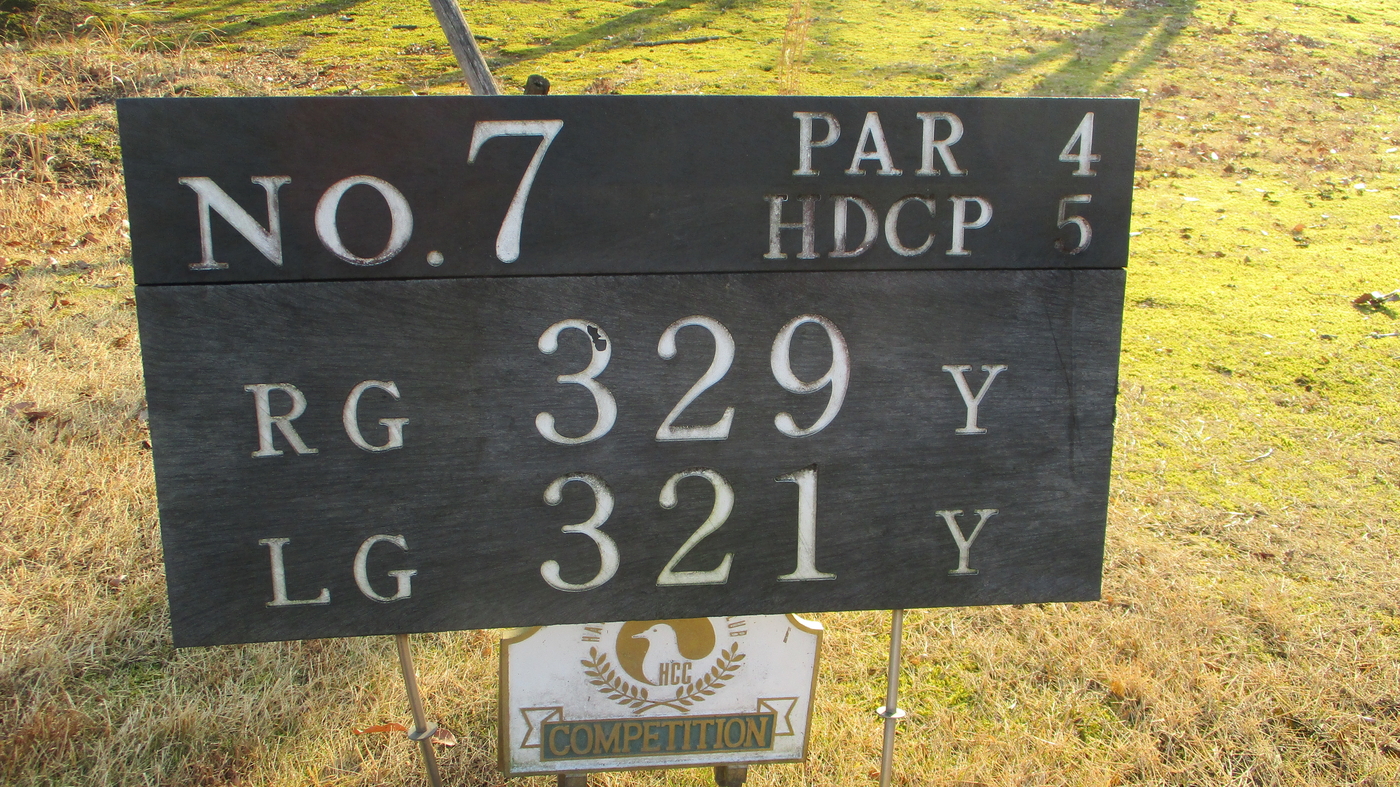 NO.7
PAR 4
HDCP 5
RG 329 Y
LG 321 Y
HCC
COMPETITION